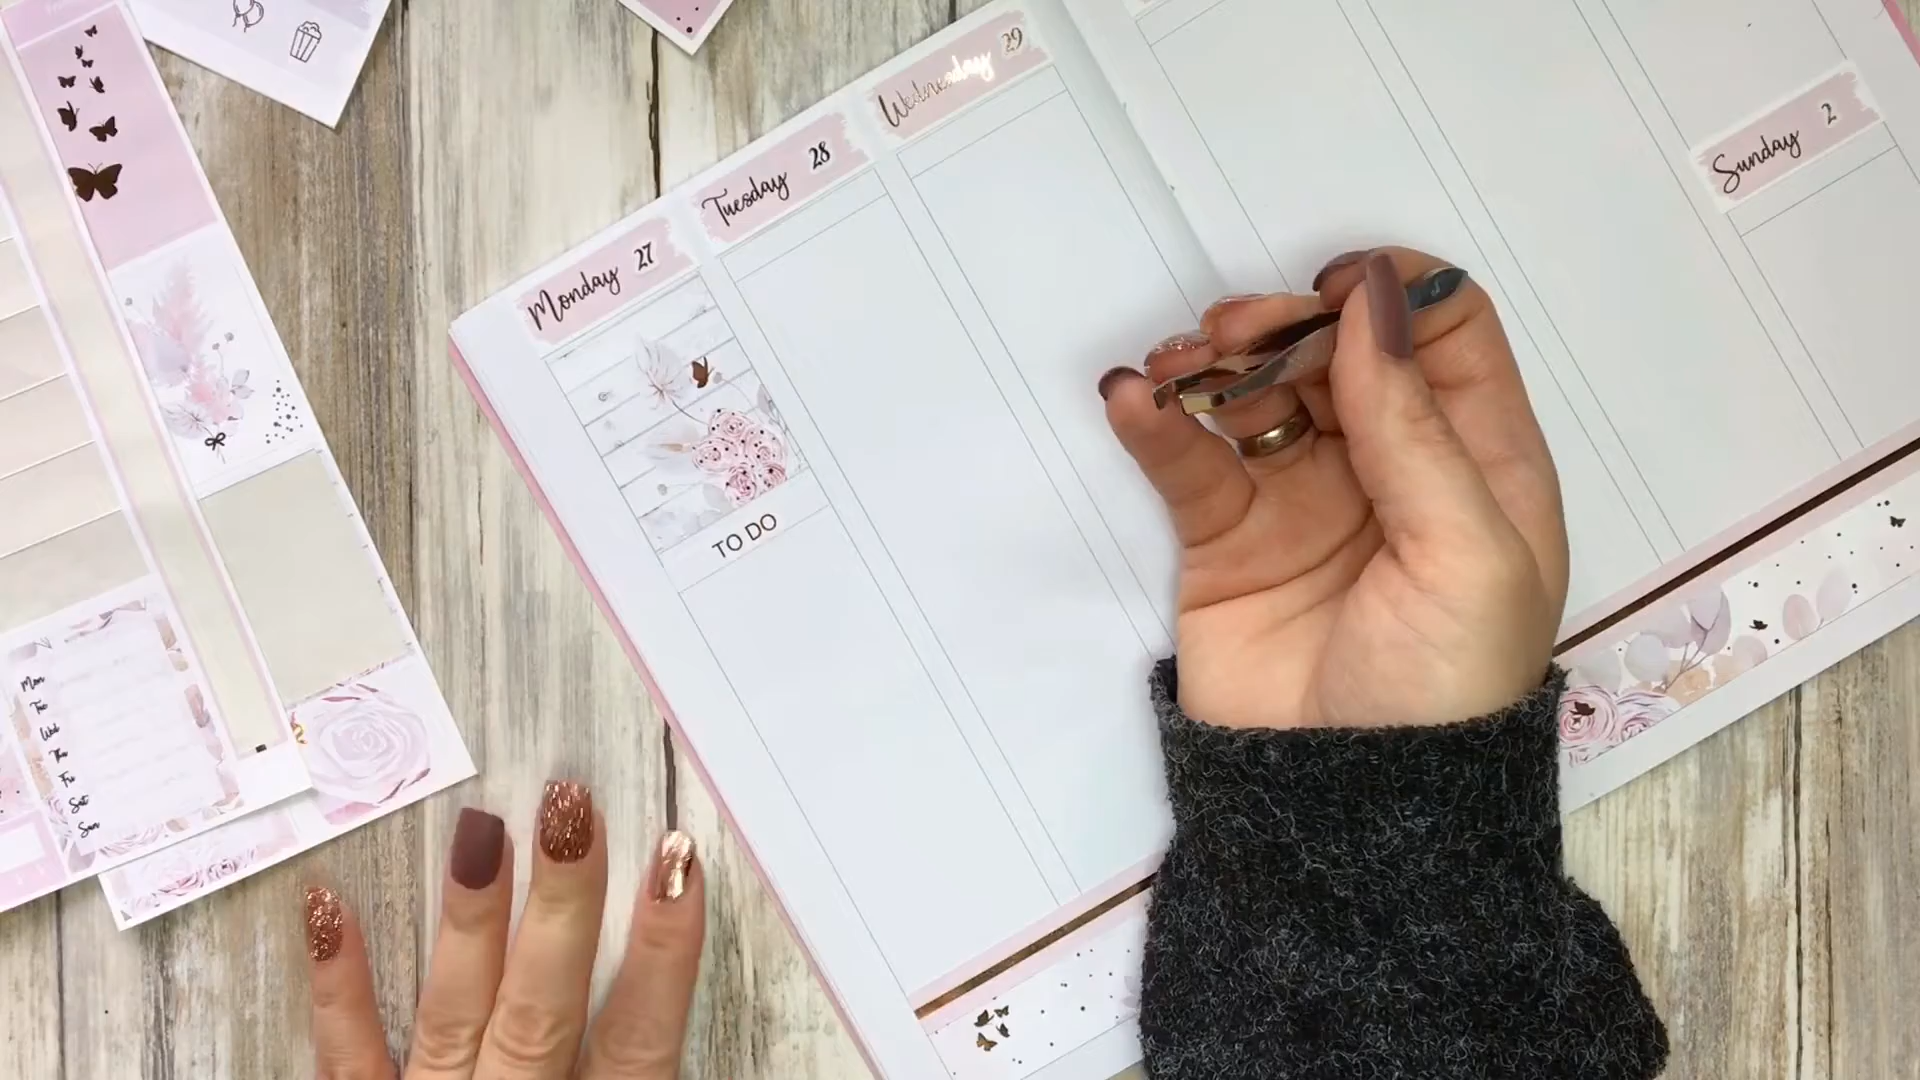 Monday 27
Tuesday 28
Wednesday 29
Sunday 2
TO DO
Mon
Tue
Wed
Thu
Fri
Sat
Sun